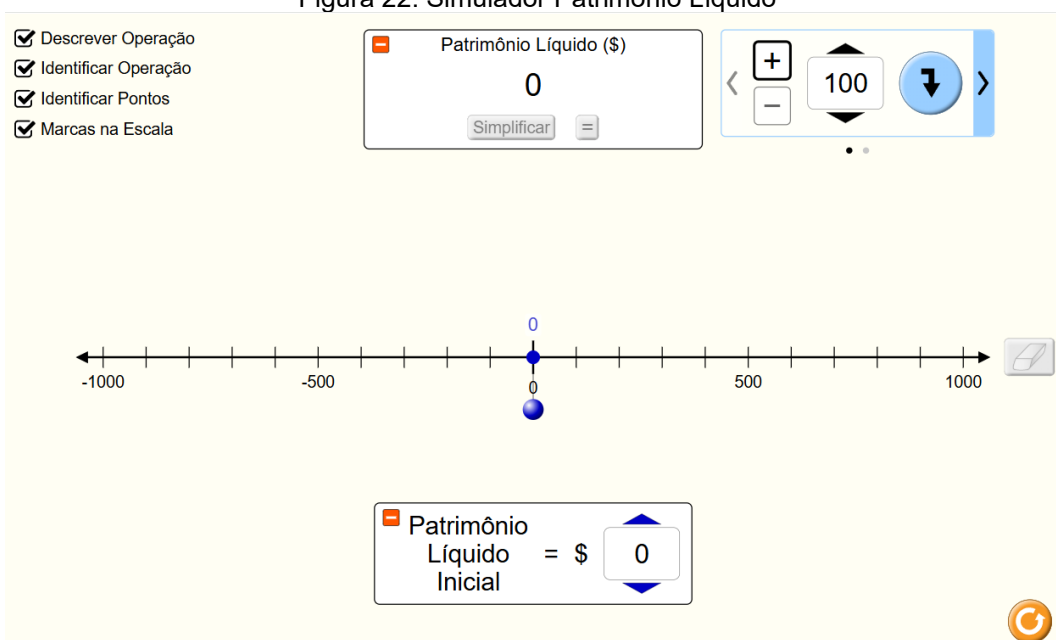 Figura 22: Simulador Patrimônio Líquido
Descrever Operação
Identificar Operação
Identificar Pontos
Marcas na Escala
Patrimônio Líquido ($)
0
Simplificar =
+
−
100
0
-1000 -500 0 500 1000
Patrimônio
Líquido = $ 0
Inicial